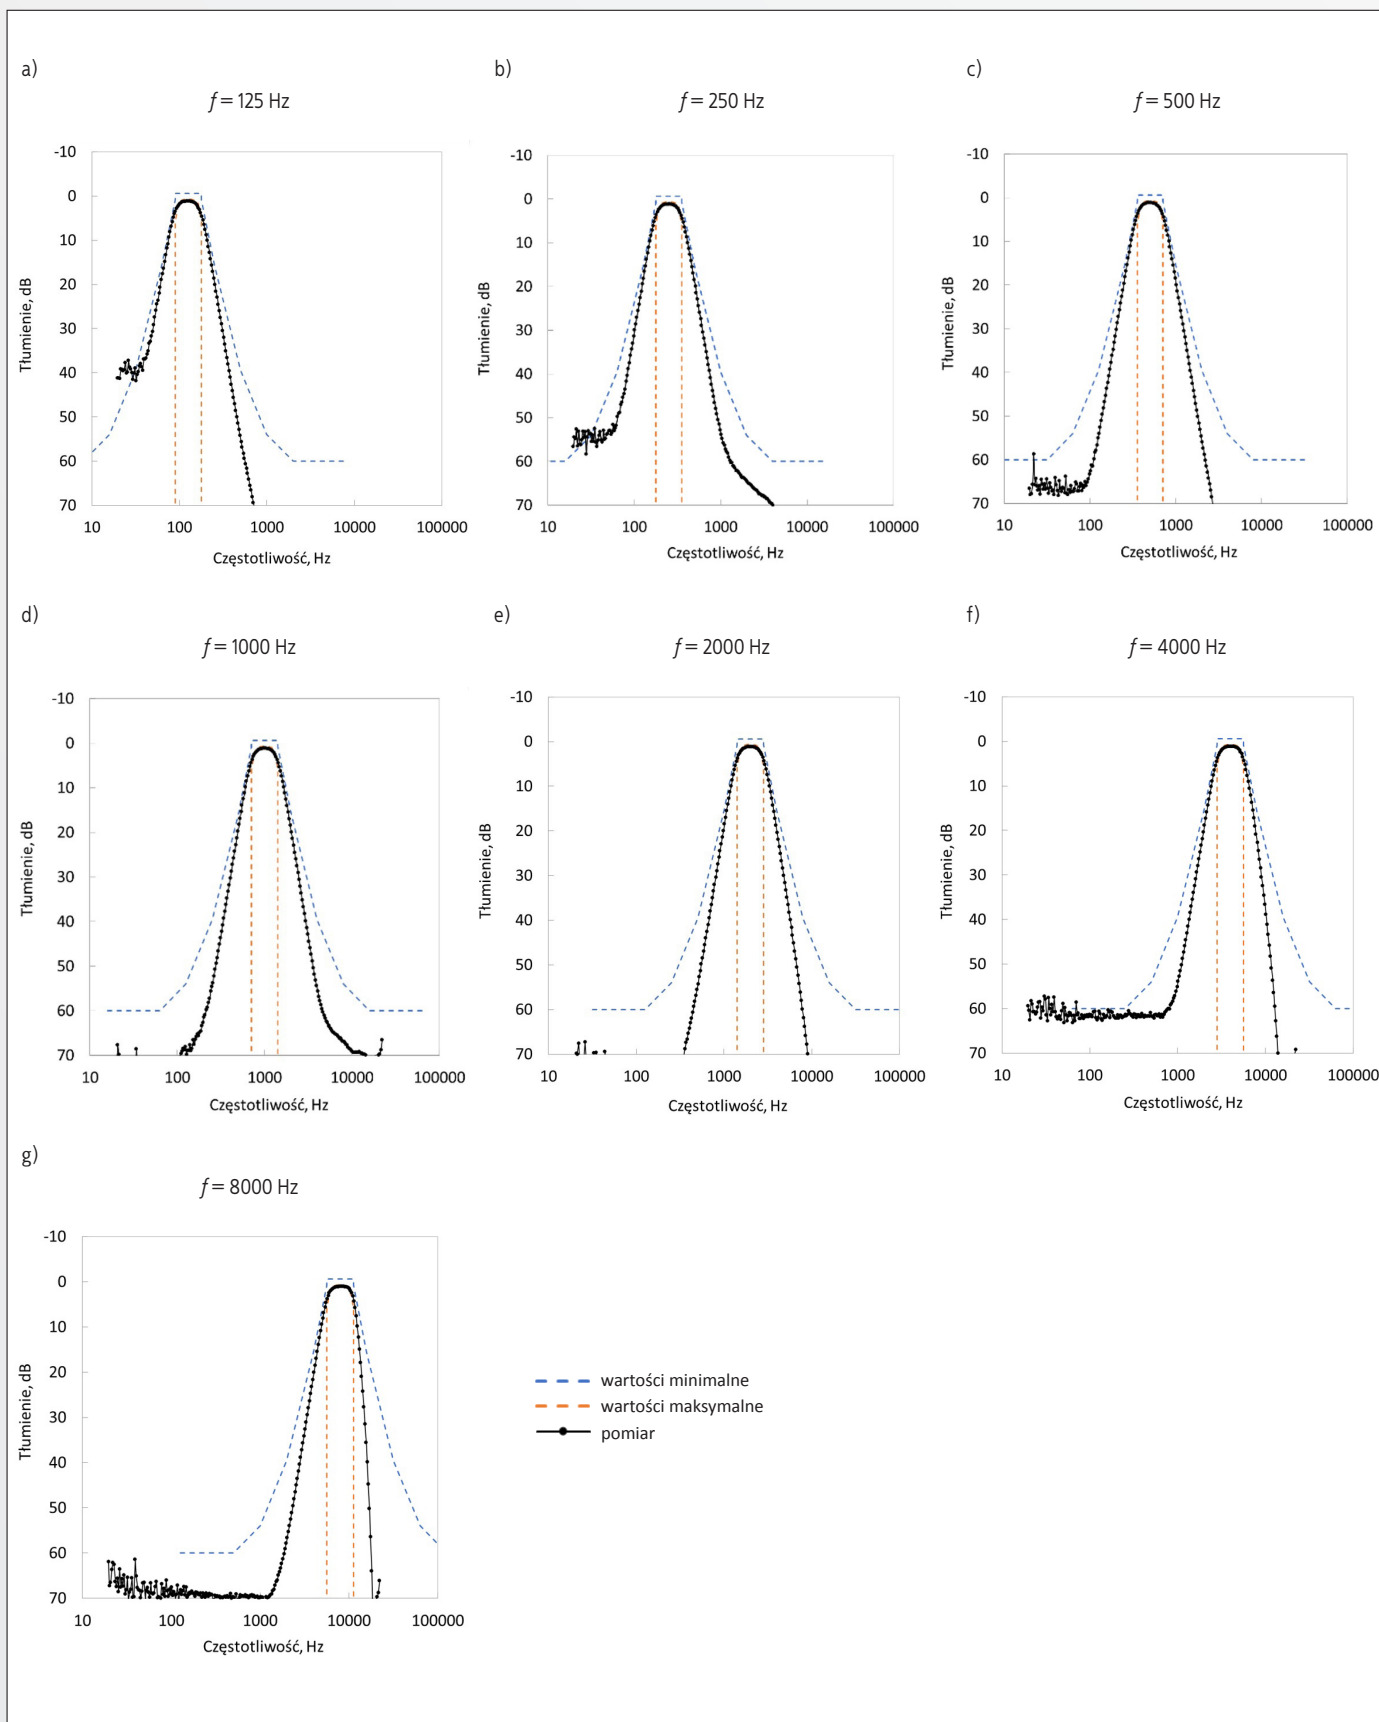 a)
f = 125 Hz
-10
0
10
20
30
40
50
60
70
Tłumienie, dB
10 100 1000 10000 100000
Częstotliwość, Hz
b)
f = 250 Hz
-10
0
10
20
30
40
50
60
70
Tłumienie, dB
10 100 1000 10000 100000
Częstotliwość, Hz
c)
f = 500 Hz
-10
0
10
20
30
40
50
60
70
Tłumienie, dB
10 100 1000 10000 100000
Częstotliwość, Hz
d)
f = 1000 Hz
-10
0
10
20
30
40
50
60
70
Tłumienie, dB
10 100 1000 10000 100000
Częstotliwość, Hz
e)
f = 2000 Hz
-10
0
10
20
30
40
50
60
70
Tłumienie, dB
10 100 1000 10000 100000
Częstotliwość, Hz
f)
f = 4000 Hz
-10
0
10
20
30
40
50
60
70
Tłumienie, dB
10 100 1000 10000 100000
Częstotliwość, Hz
g)
f = 8000 Hz
-10
0
10
20
30
40
50
60
70
Tłumienie, dB
10 100 1000 10000 100000
Częstotliwość, Hz
wartości minimalne
wartości maksymalne
pomiar